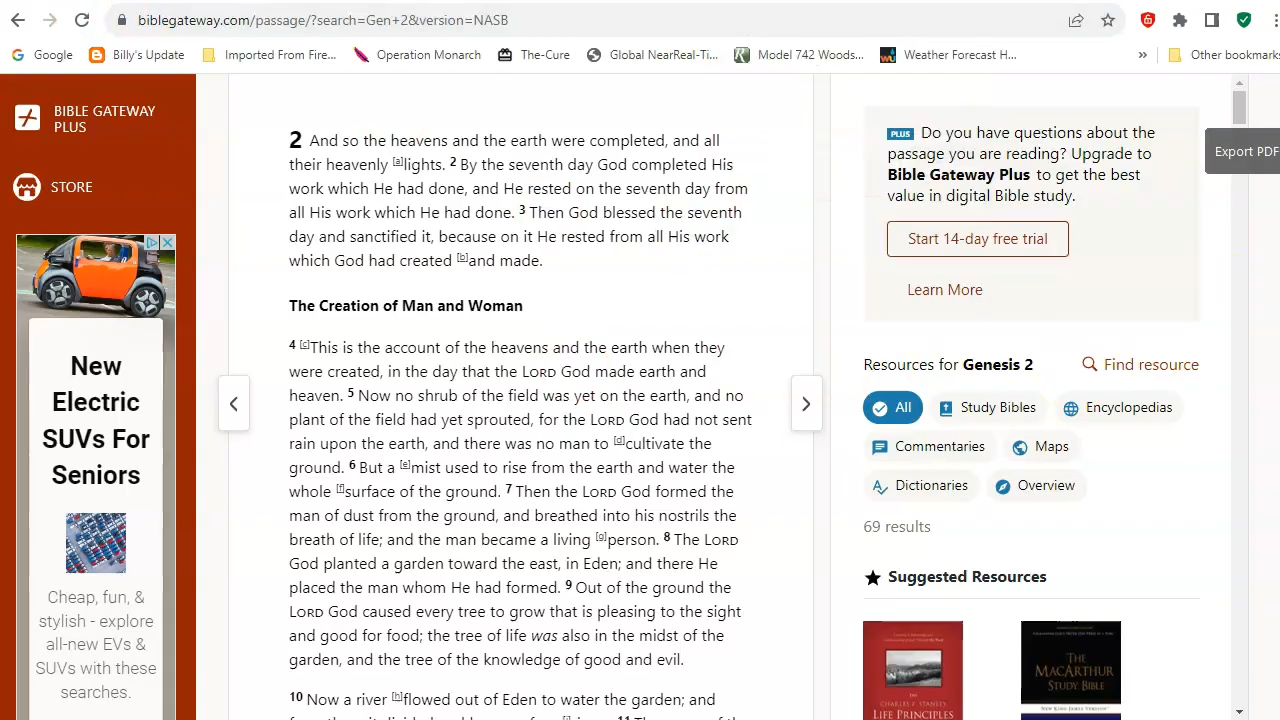 biblegateway.com/passage/?search=Gen+2&version=NASB
Google Billy's Update Imported From Fire... Operation Mulrach The Cure Global NearReal-Ti... Model 742 Woods... Weather Forecast H... » Other bookmarks
BIBLE GATEWAY
PLUS
STORE
New
Electric
SUVs For
Seniors
Cheap, fun, &
stylish - explore
all-new EVs &
SUVs with these
searches.
2 And so the heavens and the earth were completed, and all
their heavenly [a]lights. 2 By the seventh day God completed His
work which He had done, and He rested on the seventh day from
all His work which He had done. 3 Then God blessed the seventh
day and sanctified it, because on it He rested from all His work
which God had created [b]and made.
The Creation of Man and Woman
4 [c]This is the account of the heavens and the earth when they
were created, in the day that the LORD God made earth and
heaven. 5 Now no shrub of the field was yet on the earth, and no
plant of the field had yet sprouted, for the LORD God had not sent
rain upon the earth, and there was no man to [d]cultivate the
ground. 6 But a [e]mist used to rise from the earth and water the
whole [f]surface of the ground. 7 Then the LORD God formed the
man of dust from the ground, and breathed into his nostrils the
breath of life; and the man became a living [g]person. 8 The LORD
God planted a garden toward the east, in Eden; and there He
placed the man whom He had formed. 9 Out of the ground the
LORD God caused every tree to grow that is pleasing to the sight
and good for food; the tree of life was also in the midst of the
garden, and the tree of the knowledge of good and evil.
10 Now a river flowed out of Eden to water the garden; and
PLUS Do you have questions about the
passage you are reading? Upgrade to
Bible Gateway Plus to get the best
value in digital Bible study.
Start 14-day free trial
Learn More
Export PDF
Resources for Genesis 2 Find resource
All Study Bibles Encyclopedias
Commentaries Maps
Dictionaries Overview
69 results
Suggested Resources
LIFE PRINCIPLES
THE
MACARTHUR
STUDY BIBLE
NEW KING JAMES VERSION